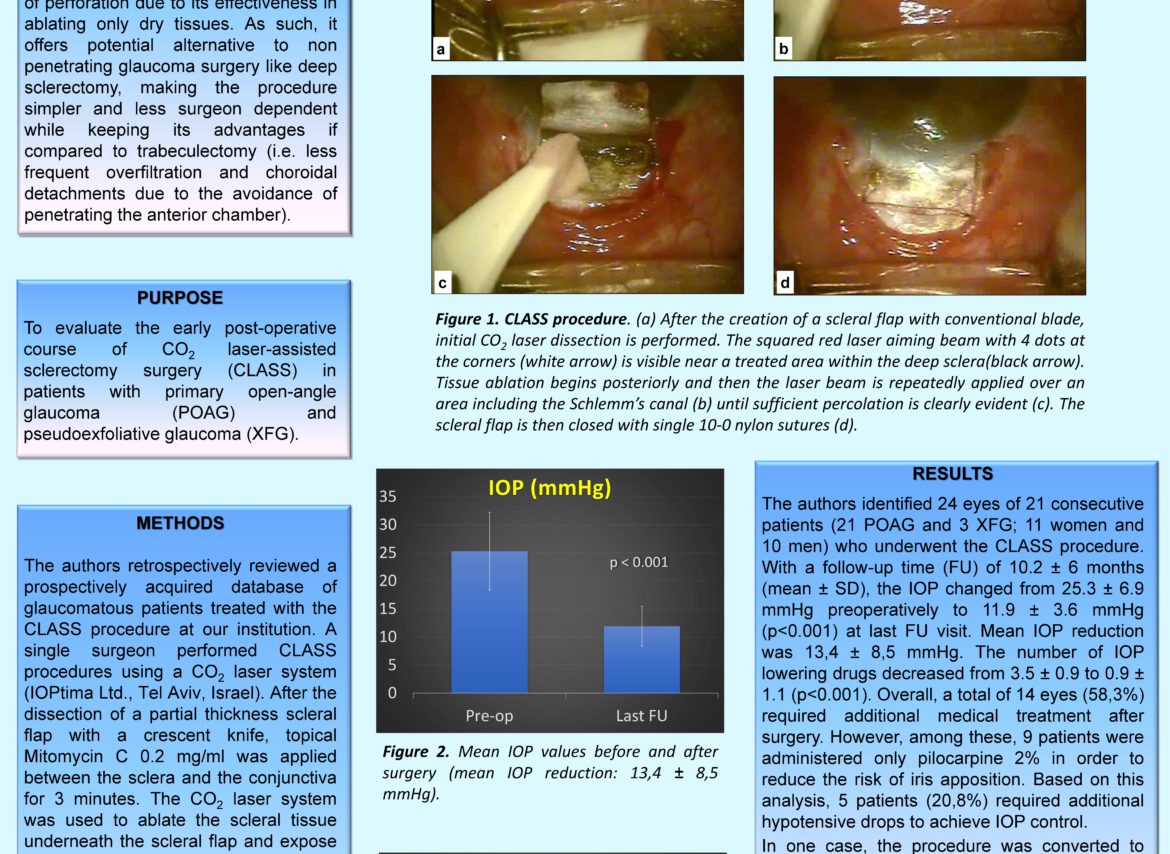 of perforation due to its effectiveness in
ablating only dry tissues. As such, it
offers potential alternative to non
penetrating glaucoma surgery like deep
sclerectomy, making the procedure
simpler and less surgeon dependent
while keeping its advantages if
compared to trabeculectomy (i.e. less
frequent overfiltration and choroidal
detachments due to the avoidance of
penetrating the anterior chamber).
PURPOSE
To evaluate the early post-operative
course of CO2 laser-assisted
sclerectomy surgery (CLASS) in
patients with primary open-angle
glaucoma (POAG) and
pseudoexfoliative glaucoma (XFG).
METHODS
The authors retrospectively reviewed a
prospectively acquired database of
glaucomatous patients treated with the
CLASS procedure at our institution. A
single surgeon performed CLASS
procedures using a CO2 laser system
(IOPtima Ltd., Tel Aviv, Israel). After the
dissection of a partial thickness scleral
flap with a crescent knife, topical
Mitomycin C 0.2 mg/ml was applied
between the sclera and the conjunctiva
for 3 minutes. The CO2 laser system
was used to ablate the scleral tissue
underneath the scleral flap and expose
a
b
c
d
Figure 1. CLASS procedure. (a) After the creation of a scleral flap with conventional blade,
initial CO2 laser dissection is performed. The squared red laser aiming beam with 4 dots at
the corners (white arrow) is visible near a treated area within the deep sclera(black arrow).
Tissue ablation begins posteriorly and then the laser beam is repeatedly applied over an
area including the Schlemm's canal (b) until sufficient percolation is clearly evident (c). The
scleral flap is then closed with single 10-0 nylon sutures (d).
IOP (mmHg)
35
30
25
20
15
10
5
0
p < 0.001
Pre-op
Last FU
Figure 2. Mean IOP values before and after
surgery (mean IOP reduction: 13,4 ± 8,5
mmHg).
RESULTS
The authors identified 24 eyes of 21 consecutive
patients (21 POAG and 3 XFG; 11 women and
10 men) who underwent the CLASS procedure.
With a follow-up time (FU) of 10.2 ± 6 months
(mean ± SD), the IOP changed from 25.3 ± 6.9
mmHg preoperatively to 11.9 ± 3.6 mmHg
(p<0.001) at last FU visit. Mean IOP reduction
was 13,4 ± 8,5 mmHg. The number of IOP
lowering drugs decreased from 3.5 ± 0.9 to 0.9 ±
1.1 (p<0.001). Overall, a total of 14 eyes (58,3%)
required additional medical treatment after
surgery. However, among these, 9 patients were
administered only pilocarpine 2% in order to
reduce the risk of iris apposition. Based on this
analysis, 5 patients (20,8%) required additional
hypotensive drops to achieve IOP control.
In one case, the procedure was converted to